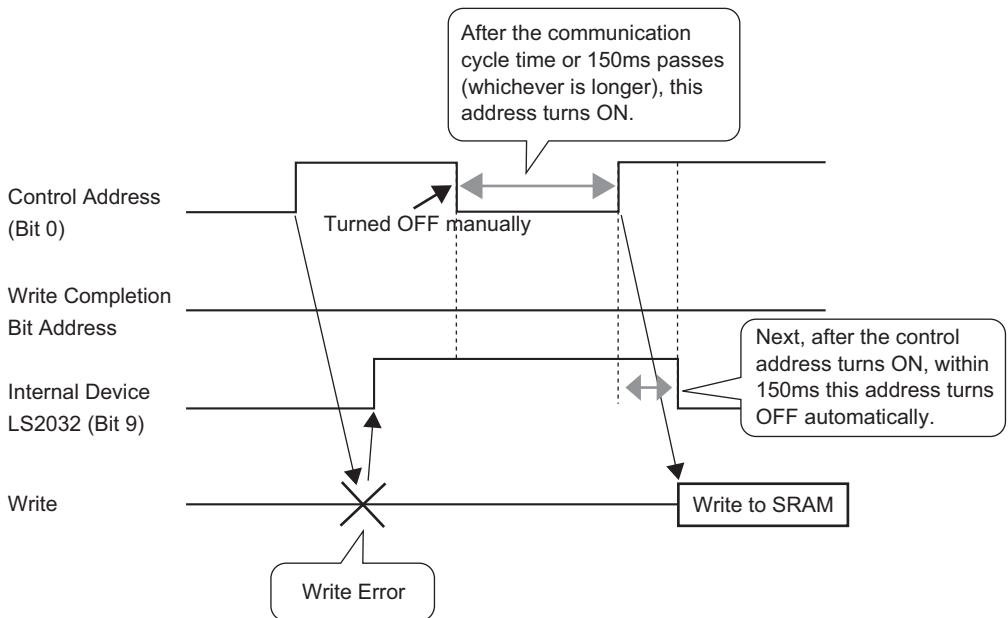 After the communication
cycle time or 150ms passes
(whichever is longer), this
address turns ON.
Control Address
(Bit 0)
Turned OFF manually
Write Completion
Bit Address
Next, after the control
address turns ON, within
150ms this address turns
OFF automatically.
Internal Device
LS2032 (Bit 9)
Write
Write to SRAM
Write Error